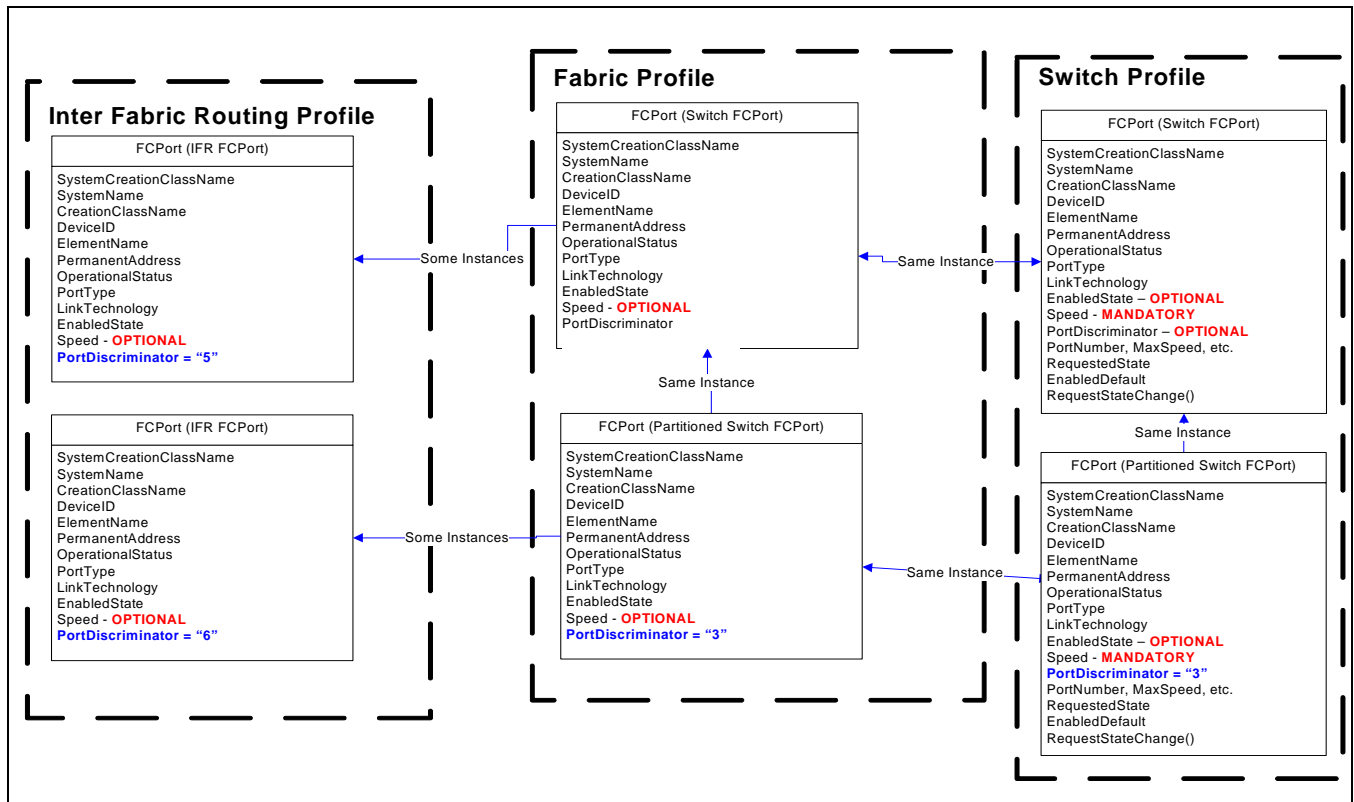 Inter Fabric Routing Profile
FCPort (IFR FCPort)
SystemCreationClassName
SystemName
CreationClassName
DeviceID
ElementName
PermanentAddress
OperationalStatus
PortType
LinkTechnology
EnabledState
Speed - OPTIONAL
PortDiscriminator = “5”
FCPort (IFR FCPort)
SystemCreationClassName
SystemName
CreationClassName
DeviceID
ElementName
PermanentAddress
OperationalStatus
PortType
LinkTechnology
EnabledState
Speed - OPTIONAL
PortDiscriminator = “6”
Some Instances
Some Instances
Fabric Profile
FCPort (Switch FCPort)
SystemCreationClassName
SystemName
CreationClassName
DeviceID
ElementName
PermanentAddress
OperationalStatus
PortType
LinkTechnology
EnabledState
Speed - OPTIONAL
PortDiscriminator
Same Instance
FCPort (Partitioned Switch FCPort)
SystemCreationClassName
SystemName
CreationClassName
DeviceID
ElementName
PermanentAddress
OperationalStatus
PortType
LinkTechnology
EnabledState
Speed - OPTIONAL
PortDiscriminator = “3”
Same Instance
Same Instance
Switch Profile
FCPort (Switch FCPort)
SystemCreationClassName
SystemName
CreationClassName
DeviceID
ElementName
PermanentAddress
OperationalStatus
PortType
LinkTechnology
EnabledState – OPTIONAL
Speed - MANDATORY
PortDiscriminator – OPTIONAL
PortNumber, MaxSpeed, etc.
RequestedState
EnabledDefault
RequestStateChange()
Same Instance
FCPort (Partitioned Switch FCPort)
SystemCreationClassName
SystemName
CreationClassName
DeviceID
ElementName
PermanentAddress
OperationalStatus
PortType
LinkTechnology
EnabledState – OPTIONAL
Speed - MANDATORY
PortDiscriminator = “3”
PortNumber, MaxSpeed, etc.
RequestedState
EnabledDefault
RequestStateChange()